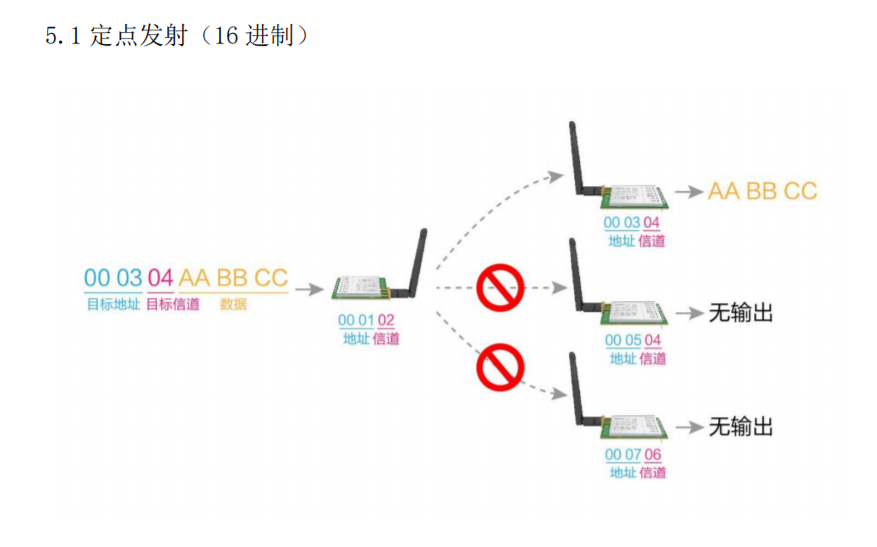 5.1 定点发射（16 进制）
AA BB CC
00 03 04
地址 信道
00 03 04 AA BB CC
目标地址 目标信道 数据
00 01 02
地址 信道
无输出
00 05 04
地址 信道
无输出
00 07 06
地址 信道